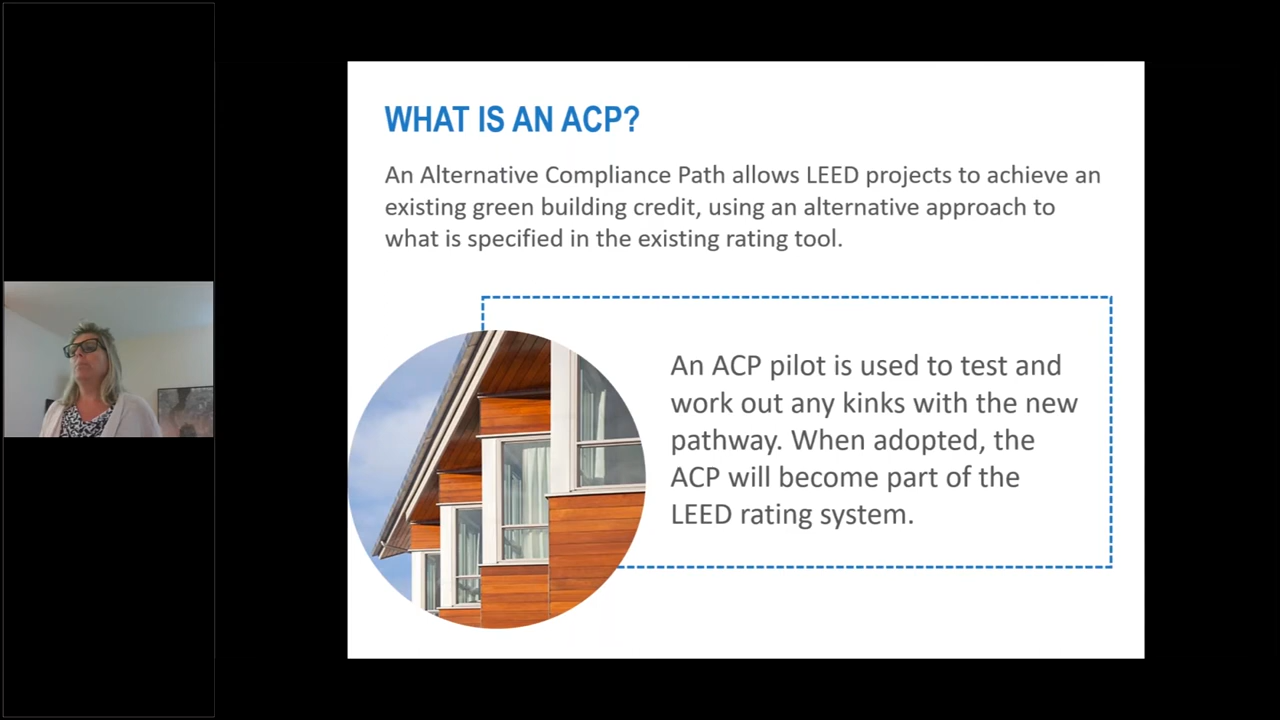 WHAT IS AN ACP?
An Alternative Compliance Path allows LEED projects to achieve an
existing green building credit, using an alternative approach to
what is specified in the existing rating tool.
An ACP pilot is used to test and
work out any kinks with the new
pathway. When adopted, the
ACP will become part of the
LEED rating system.